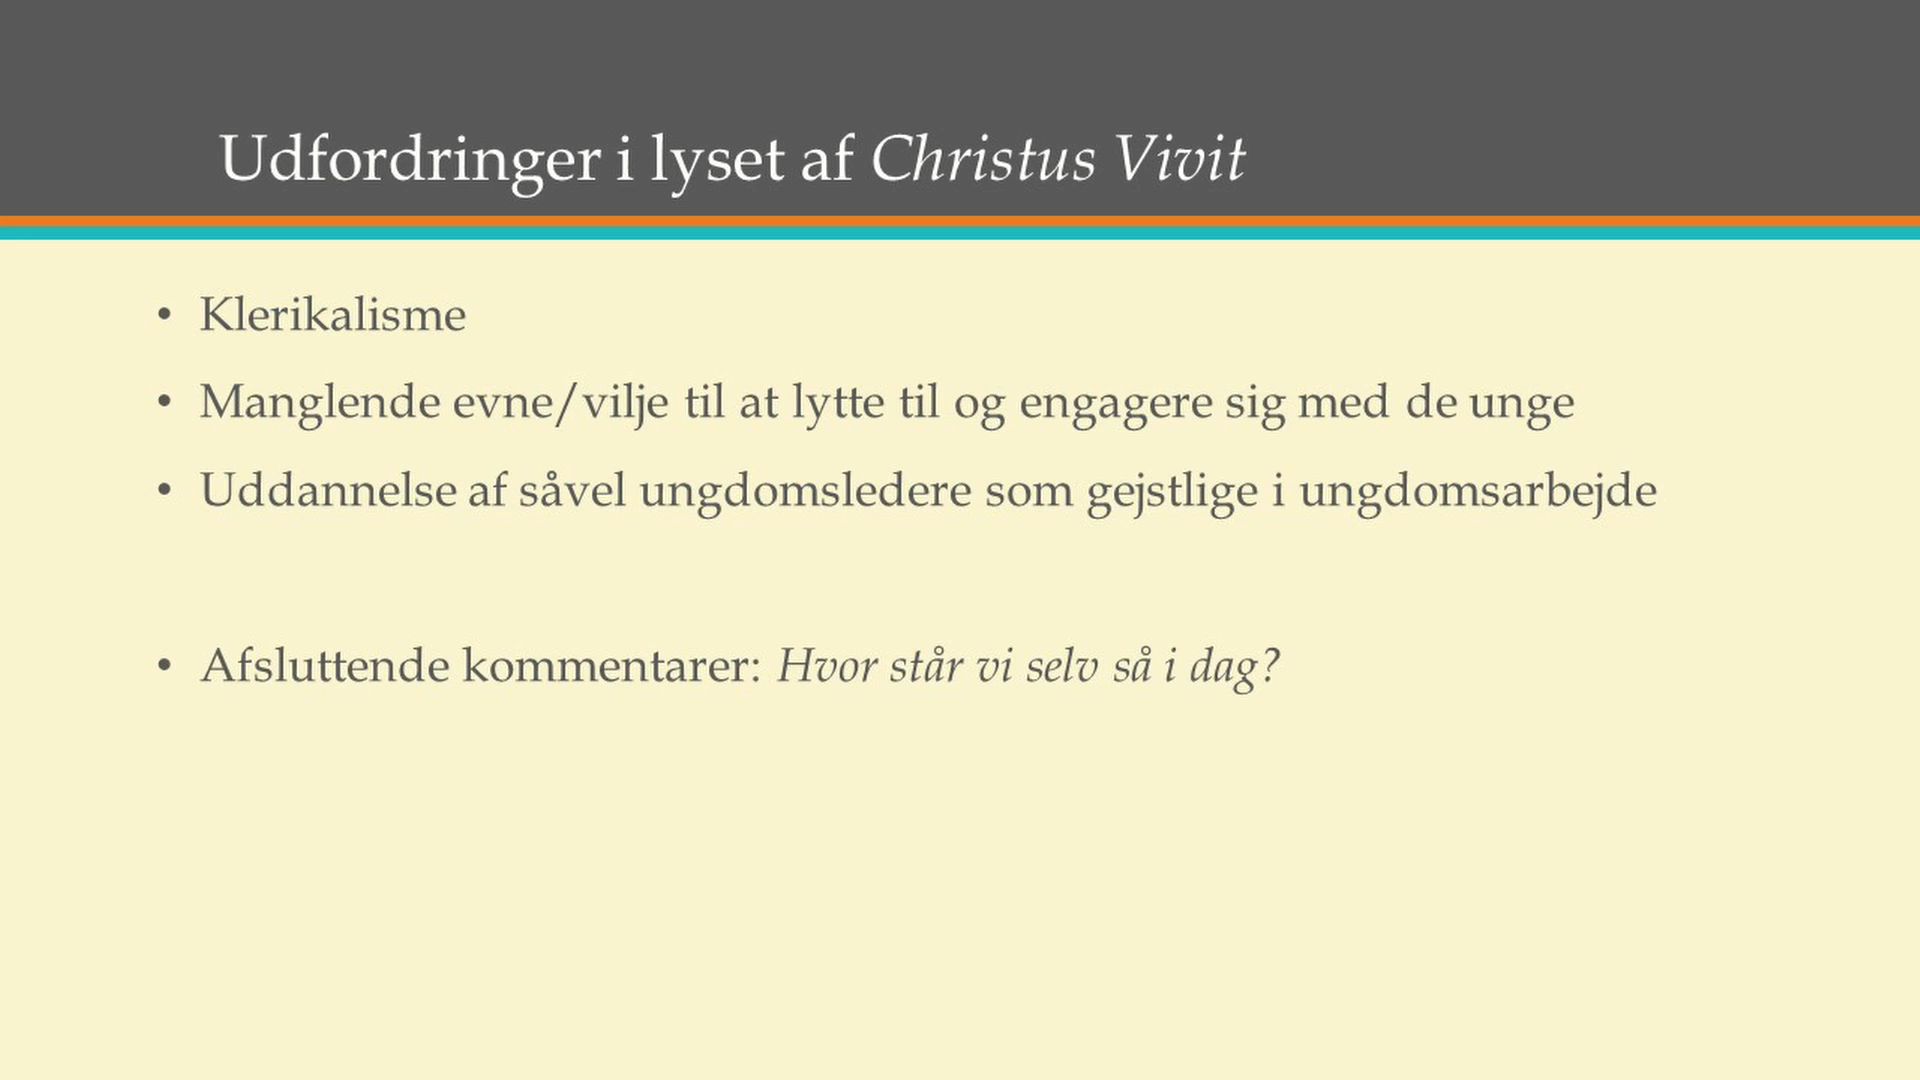 Udfordringer i lyset af Christus Vivit
• Klerikalisme
• Manglende evne/vilje til at lytte til og engagere sig med de unge
• Uddannelse af såvel ungdomsledere som gejstlige i ungdomsarbejde
• Afsluttende kommentarer: Hvor står vi selv så i dag?